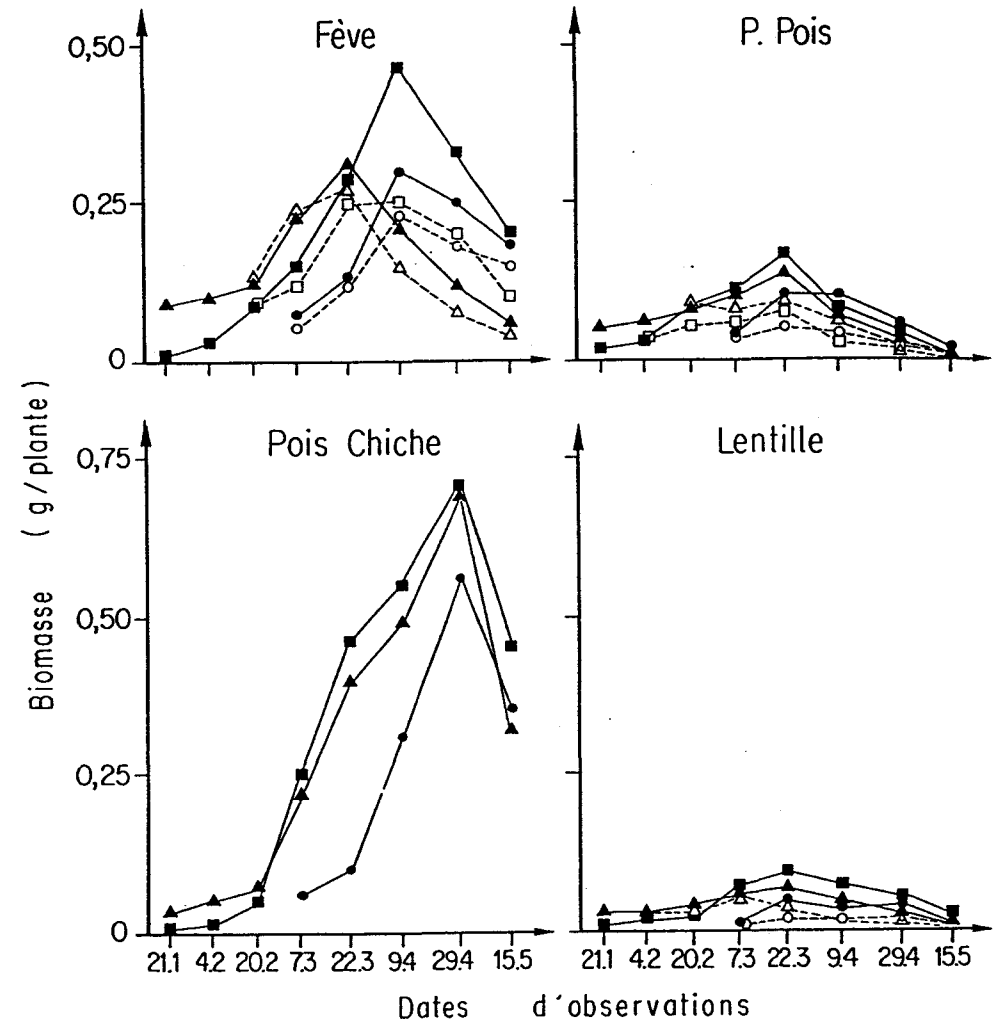 Fève
P. Pois
0,50
0,25
0
Pois Chiche
Lentille
0,75
0,50
0,25
0
Biomasse (g/plante)
21.1 4.2 20.2 7.3 22.3 9.4 29.4 15.5
21.1 4.2 20.2 7.3 22.3 9.4 29.4 15.5
Dates d'observations